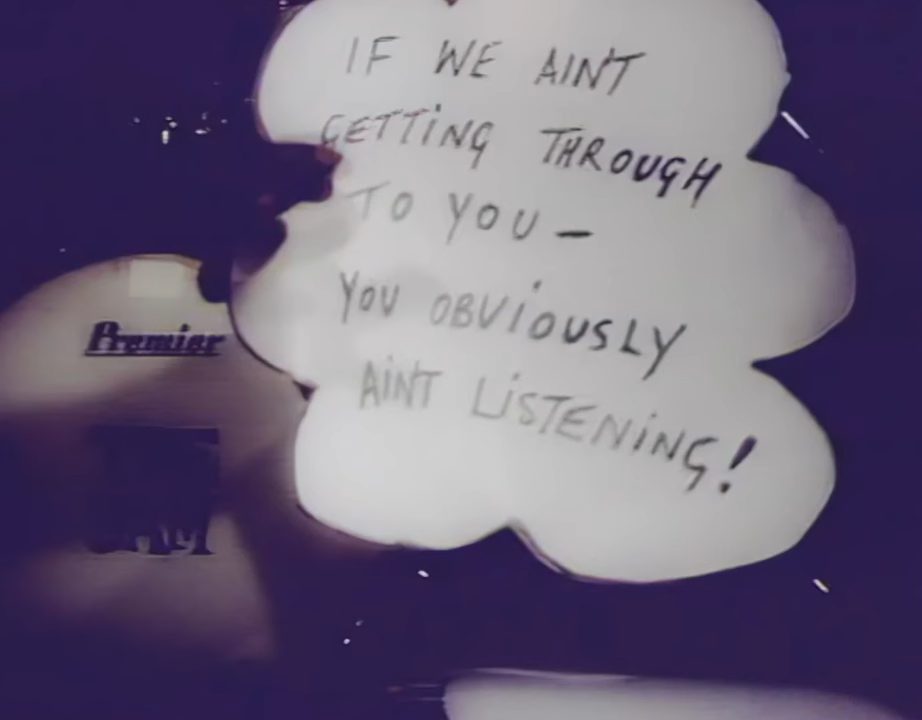 IF WE AINT
GETTiNG THROUGH
TO YOU –
YOU OBViOUSLY
AiNT LiSTENiNG!
Premier